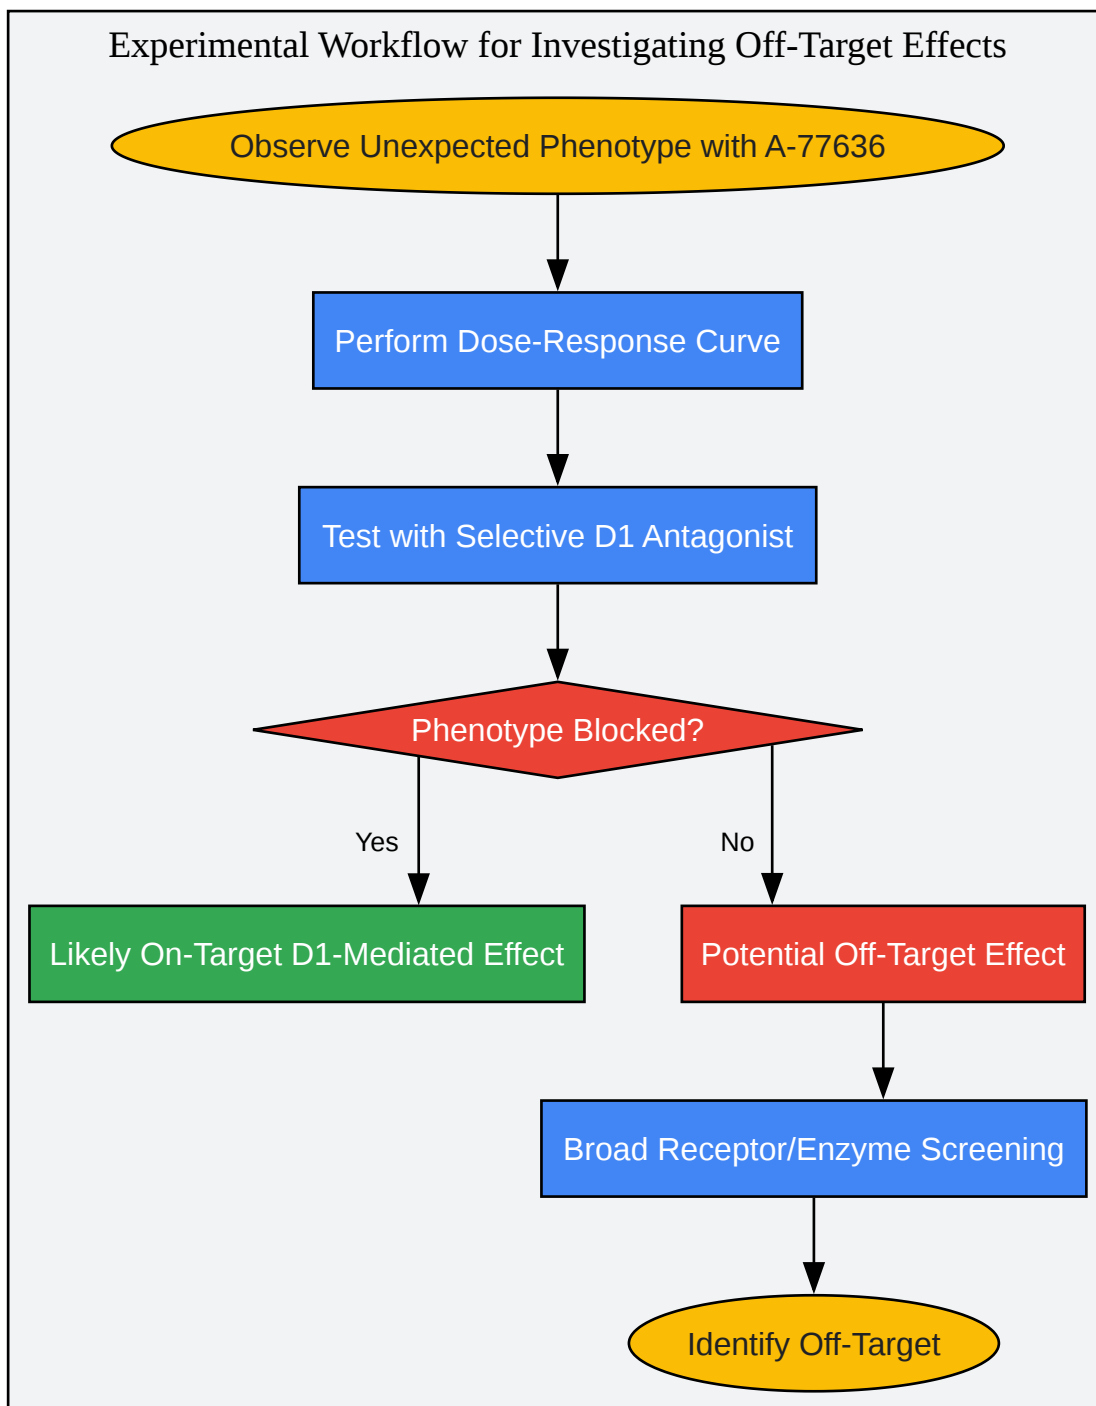 Experimental Workflow for Investigating Off-Target Effects
Observe Unexpected Phenotype with A-77636
Perform Dose-Response Curve
Test with Selective D1 Antagonist
Phenotype Blocked?
Yes
No
Likely On-Target D1-Mediated Effect
Potential Off-Target Effect
Broad Receptor/Enzyme Screening
Identify Off-Target